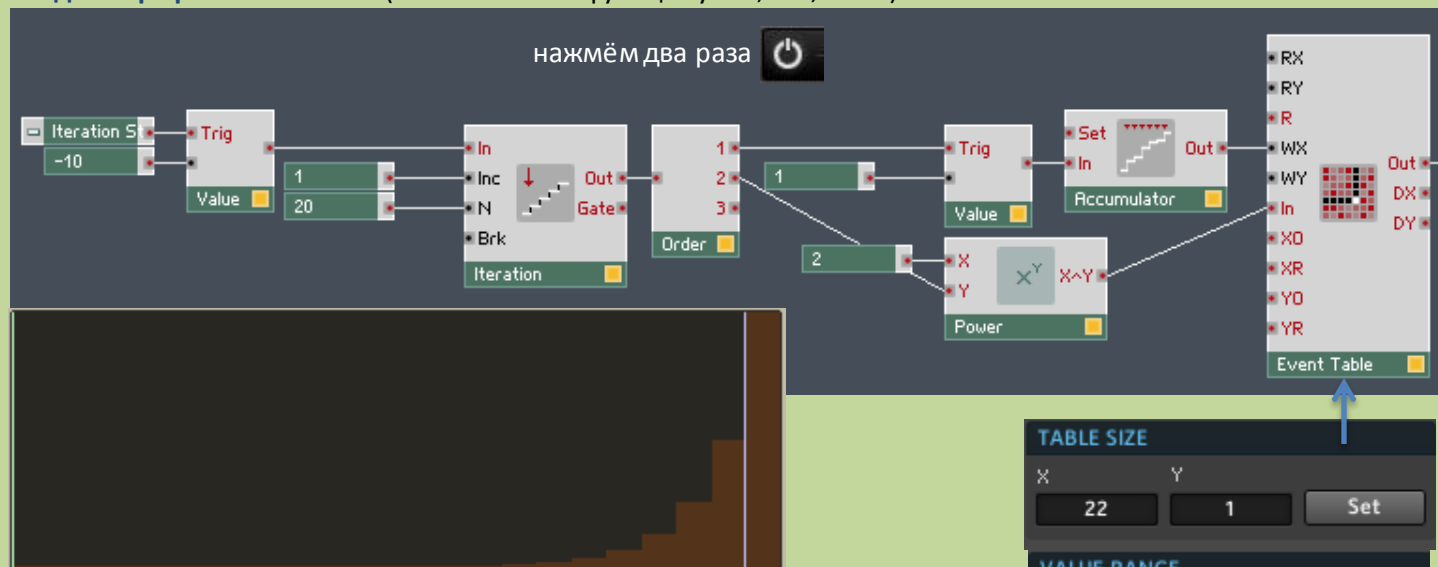 нажмём два раза
Iteration S
-10
Trig
Value
1
20
In
Inc
N
Brk
Out
Gate
Iteration
1
2
3
Order
1
Trig
Value
2
X
Y
X^Y
X^Y
Power
Set
In
Out
Accumulator
RX
RY
R
WX
WY
In
XO
XR
YO
YR
Out
DX
DY
Event Table
TABLE SIZE
X Y
22 1 Set
VALUE RANGE